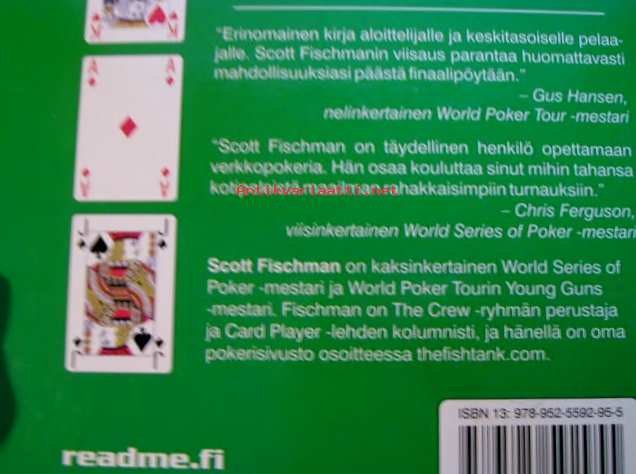 "Erinomainen kirja aloittelijalle ja keskitasoiselle pelaa-
jalle. Scott Fischmanin viisaus parantaa huomattavasti
mahdollisuuksiasi päästä finaalipöytään."
– Gus Hansen,
nelinkertainen World Poker Tour -mestari
"Scott Fischman on täydellinen henkilö opettamaan
verkkopokeria. Hän osaa kouluttaa sinut mihin tahansa
hakkaisimpiin turnauksiin."
– Chris Ferguson,
viisinkertainen World Series of Poker -mestari
Scott Fischman on kaksinkertainen World Series of
Poker -mestari ja World Poker Tourin Young Guns
-mestari. Fischman on The Crew -ryhmän perustaja
ja Card Player -lehden kolumnisti, ja hänellä on oma
pokerisivusto osoitteessa thefishtank.com.
ISBN 13: 978-952-5592-95-5
readme.fi
A
A